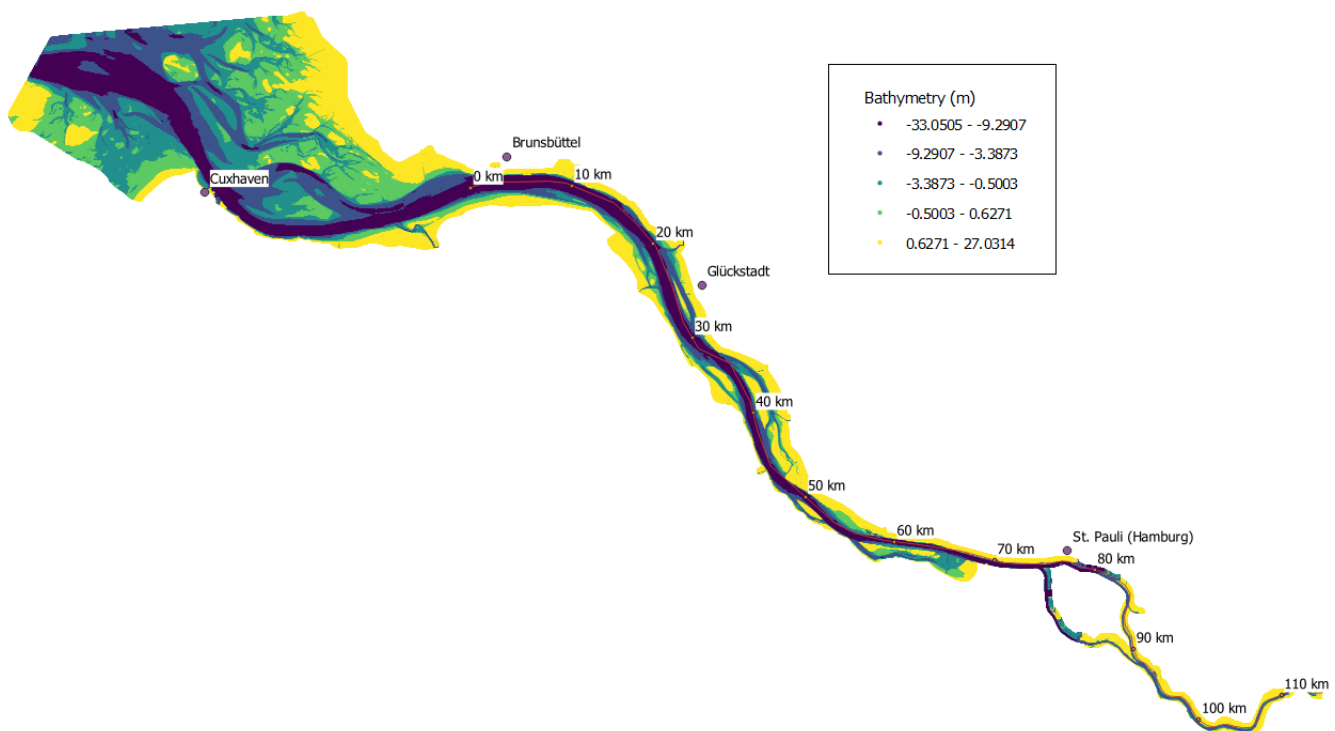 Bathymetry (m)
-33.0505 - -9.2907
-9.2907 - -3.3873
-3.3873 - -0.5003
-0.5003 - 0.6271
0.6271 - 27.0314
Brunsbüttel
Cuxhaven
0 km
10 km
20 km
Glückstadt
30 km
40 km
50 km
60 km
70 km
St. Pauli (Hamburg)
80 km
90 km
100 km
110 km